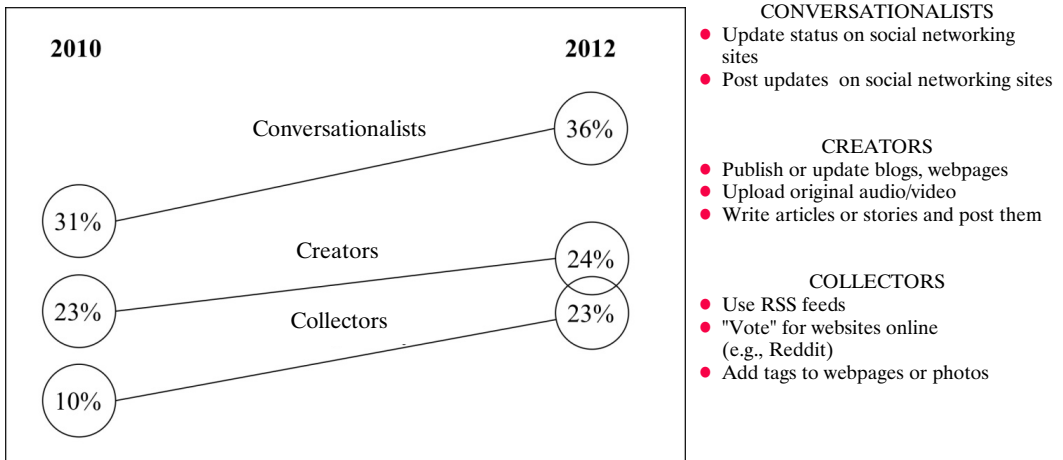 2010
2012
Conversationalists
36%
31%
Creators
24%
23%
Collectors
23%
10%
CONVERSATIONALISTS
Update status on social networking
sites
Post updates on social networking sites
CREATORS
Publish or update blogs, webpages
Upload original audio/video
Write articles or stories and post them
COLLECTORS
Use RSS feeds
"Vote" for websites online
(e.g., Reddit)
Add tags to webpages or photos